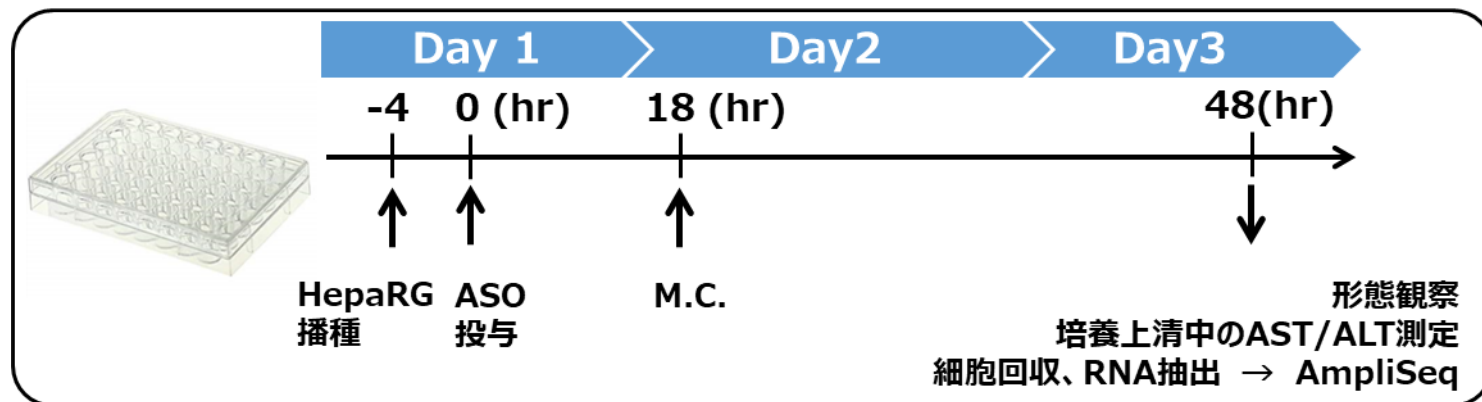 Day 1 Day2 Day3
-4 0 (hr) 18 (hr) 48(hr)
HepaRG ASO M.C. 形態観察
播種 投与 培養上清中のAST/ALT測定
細胞回収、RNA抽出 → AmpliSeq